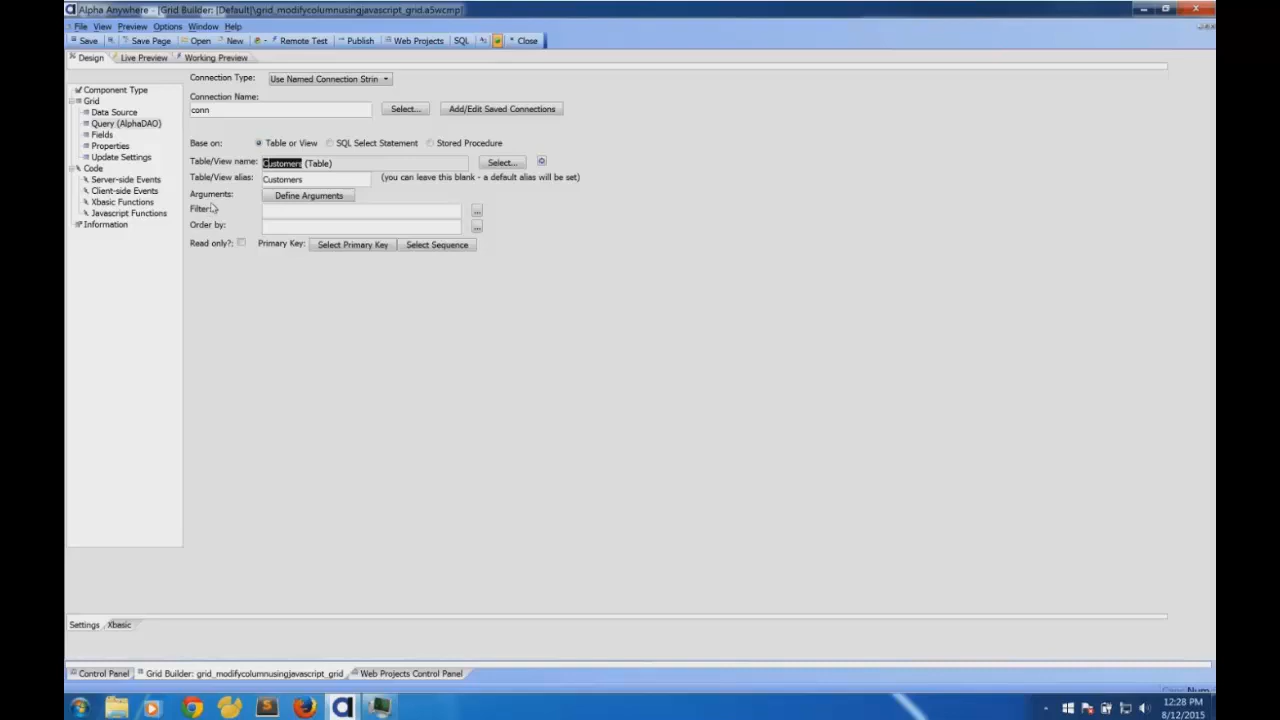 Alpha Anywhere - [Grid Builder: [Default]\grid_modifycolumnusingjavascript_grid.a5wcmp]
File View Preview Options Window Help
Save Save Page Open New Remote Test Publish Web Projects SQL Close
Design Live Preview Working Preview
Component Type
Grid
Data Source
Query (AlphaDAO)
Fields
Properties
Update Settings
Code
Server-side Events
Client-side Events
Xbasic Functions
Javascript Functions
Information
Connection Type: Use Named Connection Strin
Connection Name:
conn Select... Add/Edit Saved Connections
Base on: Table or View SQL Select Statement Stored Procedure
Table/View name: Customers (Table) Select...
Table/View alias: Customers (you can leave this blank - a default alias will be set)
Arguments: Define Arguments
Filter: ...
Order by: ...
Read only?: Primary Key: Select Primary Key Select Sequence
Settings Xbasic
Control Panel Grid Builder: grid_modifycolumnusingjavascript_grid Web Projects Control Panel
Caps Num
12:28 PM
8/12/2015